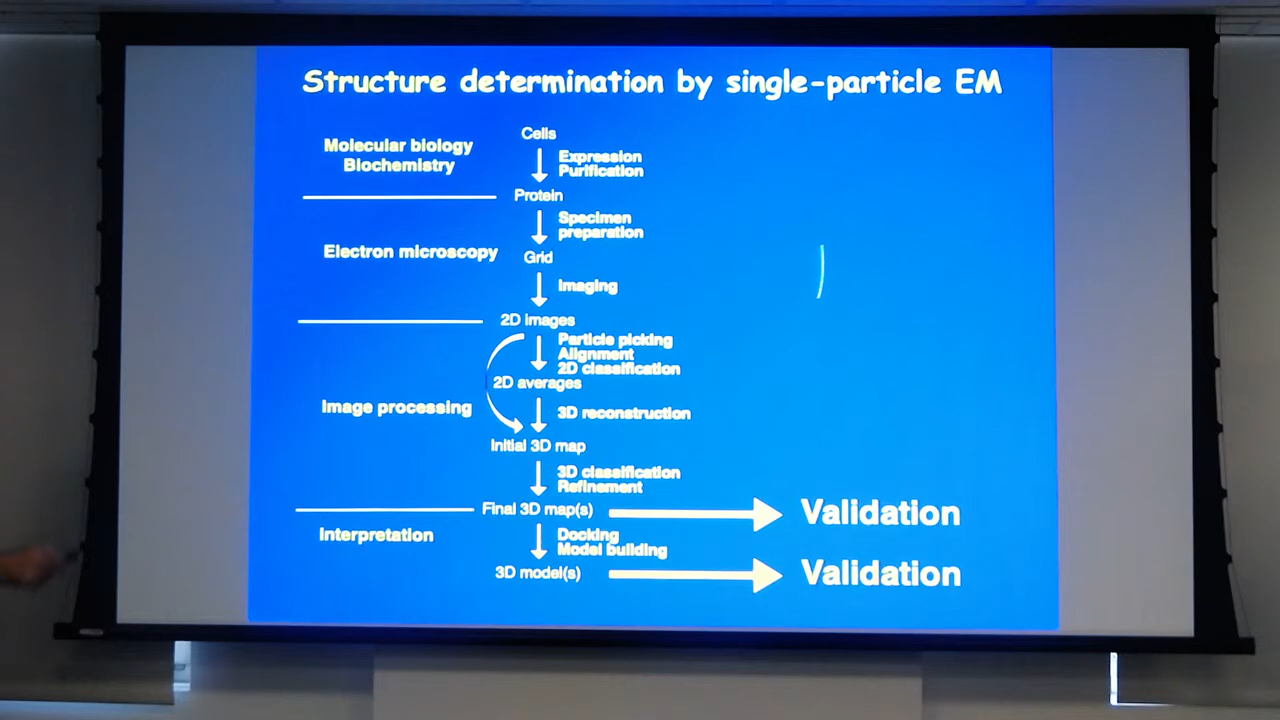 Structure determination by single-particle EM
Cells
Molecular biology
Biochemistry
Expression
Purification
Protein
Specimen
preparation
Electron microscopy
Grid
Imaging
2D images
Particle picking
Alignment
2D classification
2D averages
Image processing
3D reconstruction
Initial 3D map
3D classification
Refinement
Final 3D map(s)
Validation
Interpretation
Docking
Model building
3D model(s)
Validation